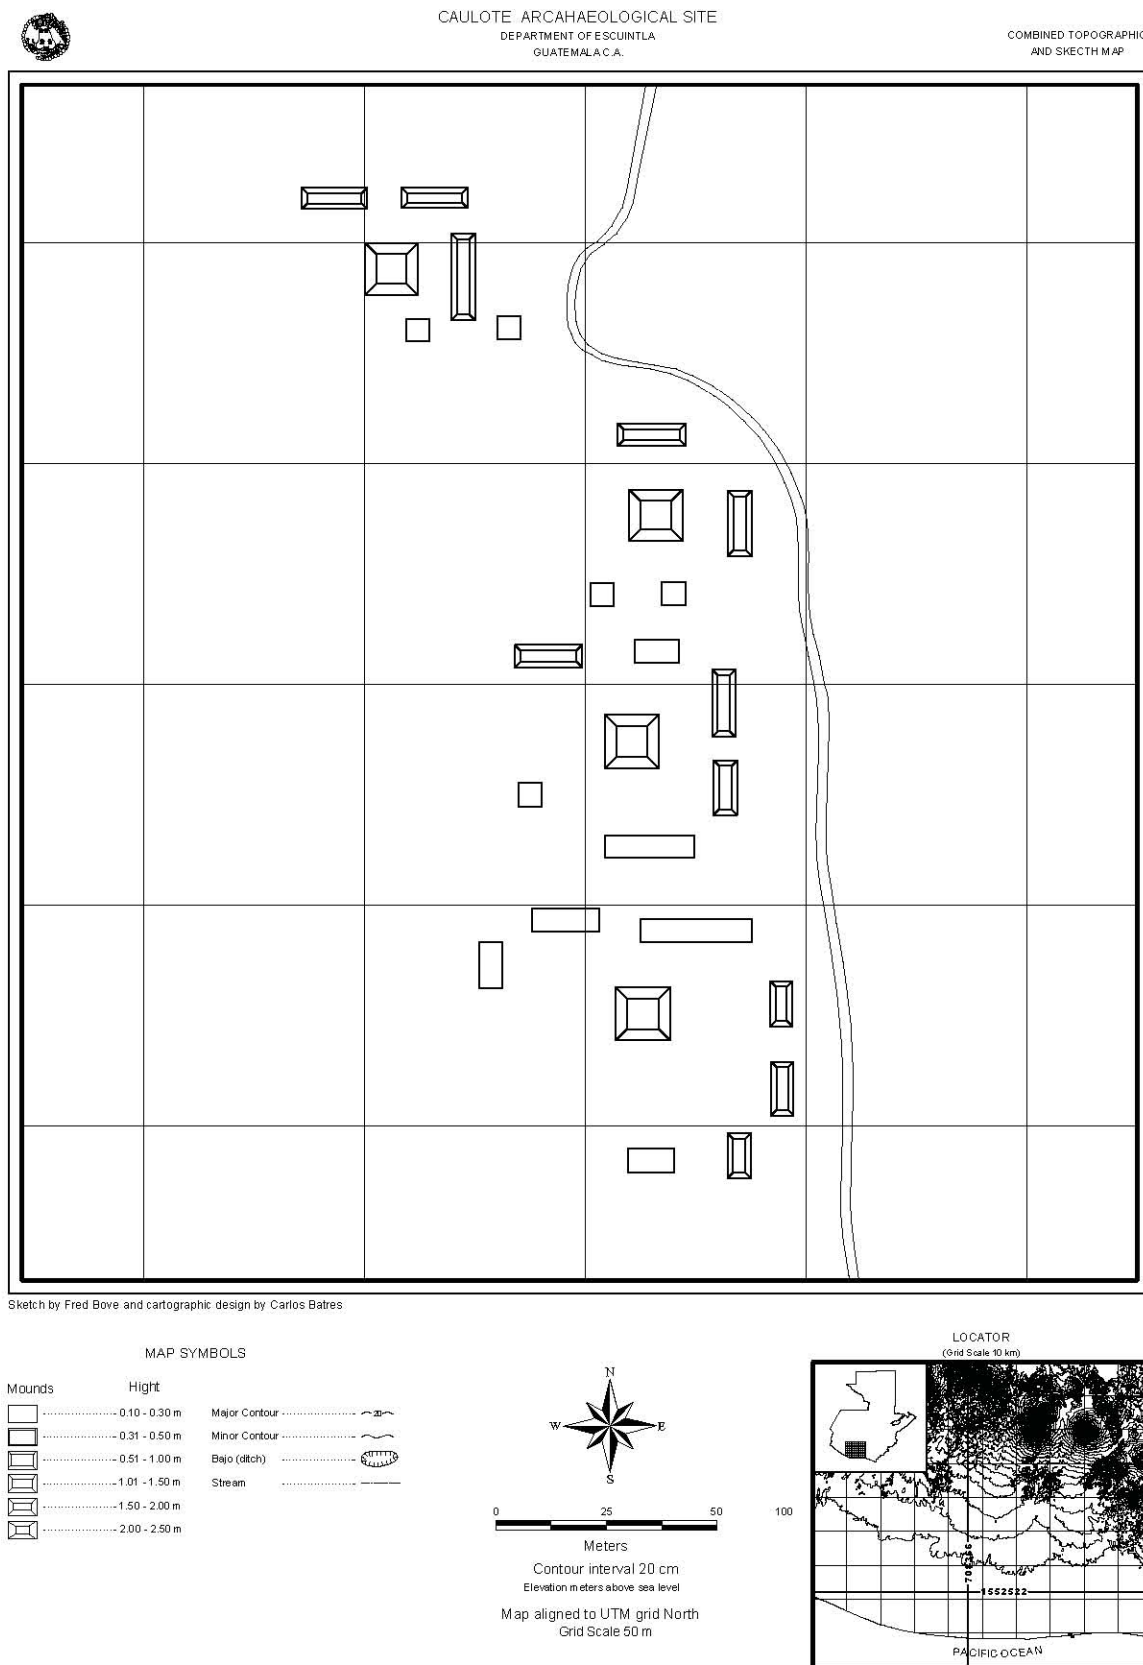 CAULOTE ARCAHAEOLOGICAL SITE
DEPARTMENT OF ESCUINTLA
GUATEMALA C.A.
COMBINED TOPOGRAPHIC
AND SKECTH MAP
Sketch by Fred Bove and cartographic design by Carlos Batres
MAP SYMBOLS
Mounds Hight
0.10 - 0.30 m
0.31 - 0.50 m
0.51 - 1.00 m
1.01 - 1.50 m
1.50 - 2.00 m
2.00 - 2.50 m
Major Contour 20
Minor Contour
Bajo (ditch)
Stream
N
W E
S
0 25 50 100
Meters
Contour interval 20 cm
Elevation meters above sea level
Map aligned to UTM grid North
Grid Scale 50 m
LOCATOR
(Grid Scale 10 km)
1552522
PACIFIC OCEAN